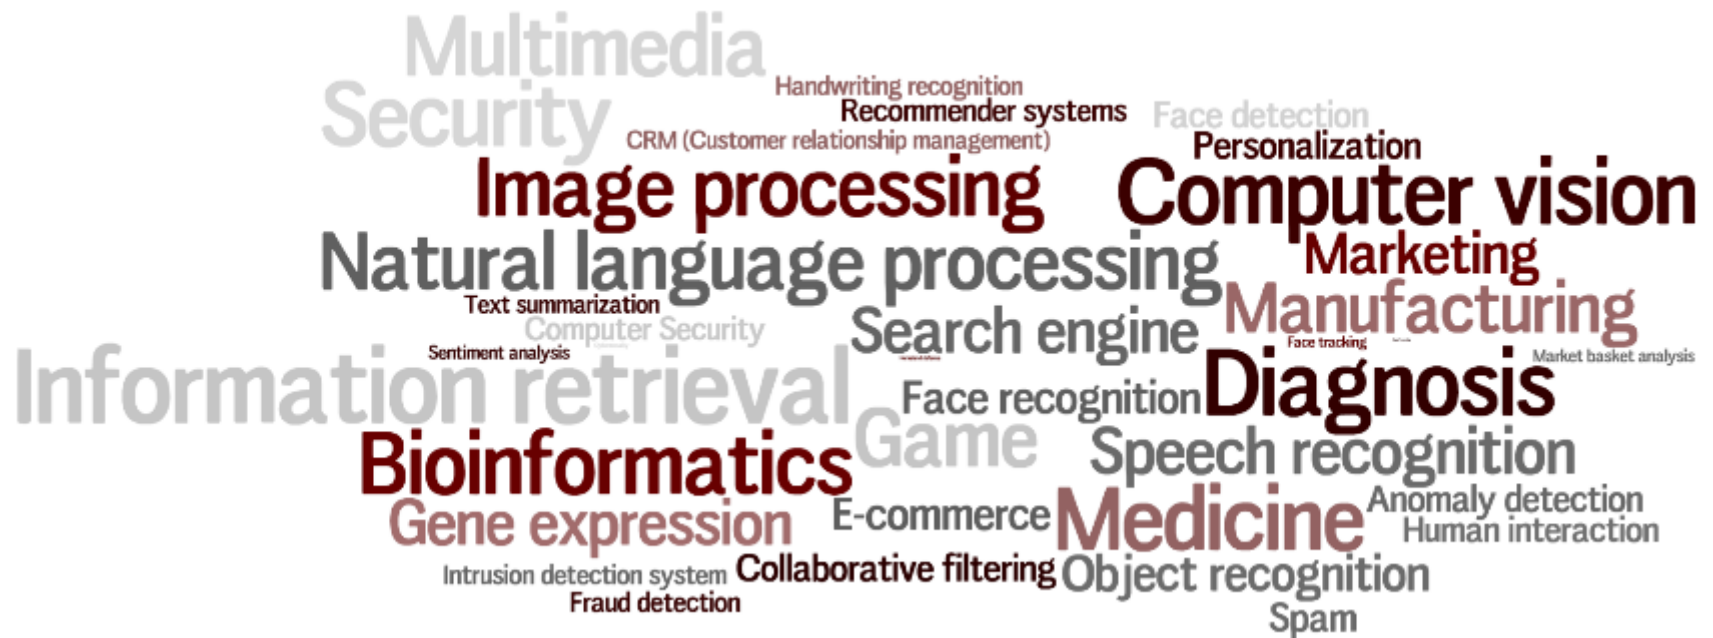 Multimedia
Handwriting recognition
Security
Recommender systems
Face detection
CRM (Customer relationship management)
Personalization
Image processing
Computer vision
Natural language processing
Marketing
Text summarization
Manufacturing
Computer Security
Search engine
Face tracking
Sentiment analysis
Market basket analysis
Information retrieval
Face recognition
Diagnosis
Game
Speech recognition
Bioinformatics
Gene expression
E-commerce
Medicine
Anomaly detection
Human interaction
Intrusion detection system
Collaborative filtering
Object recognition
Fraud detection
Spam